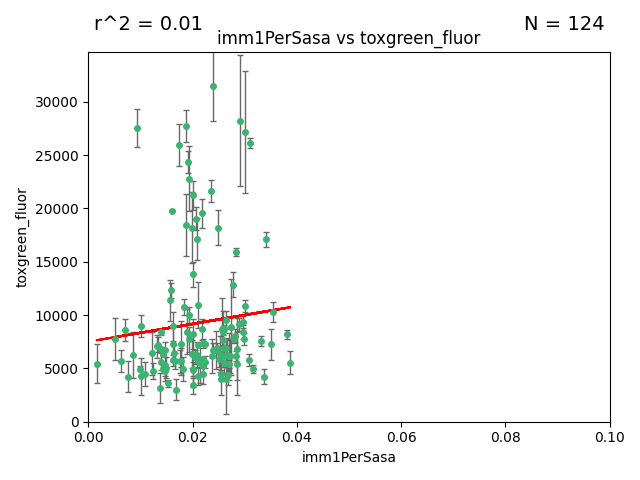 r^2 = 0.01
N = 124
imm1PerSasa vs toxgreen_fluor
toxgreen_fluor
30000
25000
20000
15000
10000
5000
0
0.00 0.02 0.04 0.06 0.08 0.10
imm1PerSasa